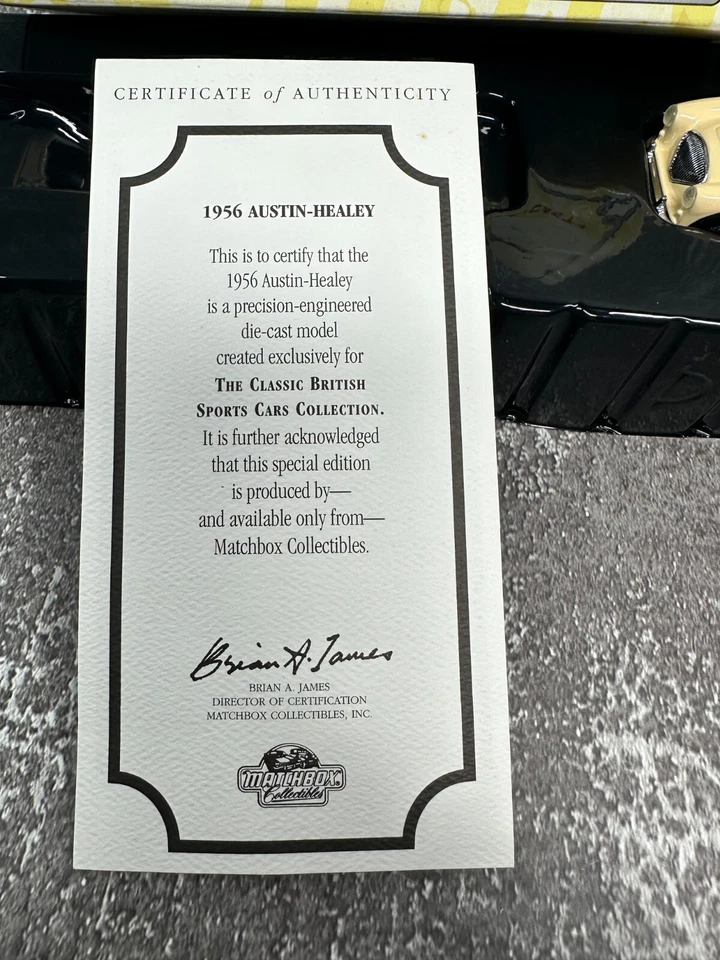 CERTIFICATE of AUTHENTICITY
1956 AUSTIN-HEALEY
This is to certify that the
1956 Austin-Healey
is a precision-engineered
die-cast model
created exclusively for
THE CLASSIC BRITISH
SPORTS CARS COLLECTION.
It is further acknowledged
that this special edition
is produced by—
and available only from—
Matchbox Collectibles.
Brian A. James
BRIAN A. JAMES
DIRECTOR OF CERTIFICATION
MATCHBOX COLLECTIBLES, INC.
MATCHBOX
Collectibles